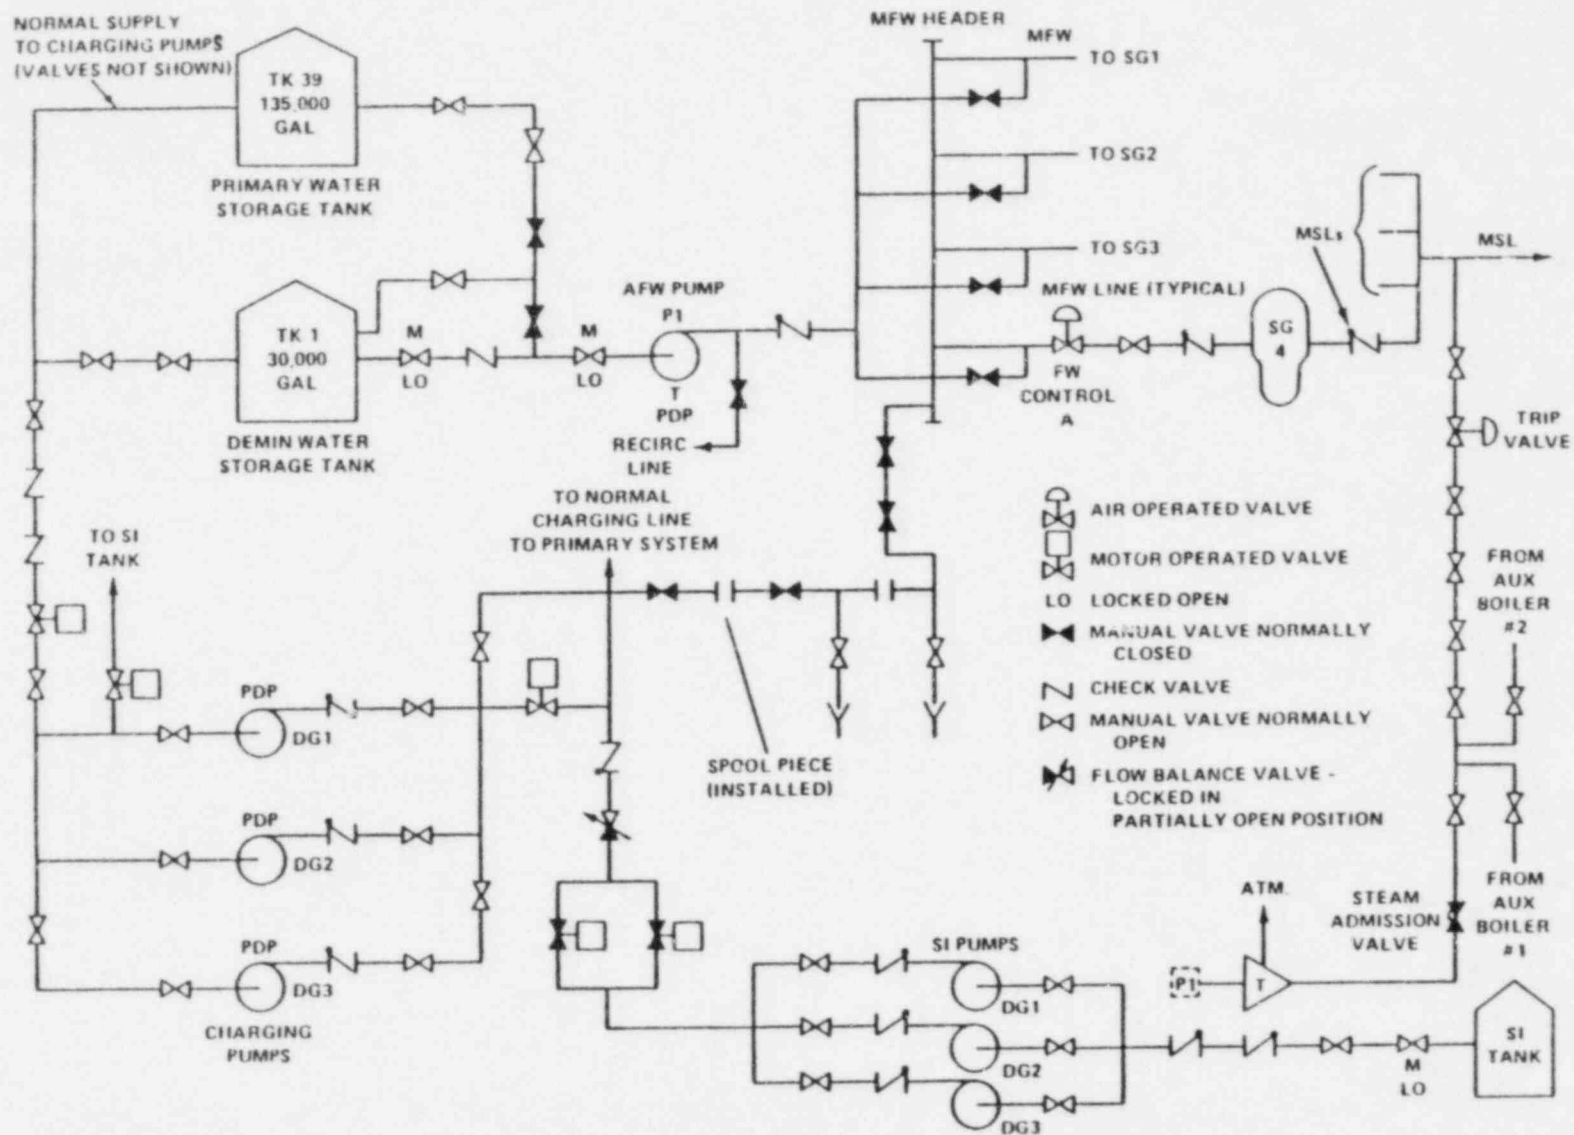 NORMAL SUPPLY
TO CHARGING PUMPS
(VALVES NOT SHOWN)
TK 39
135,000
GAL
PRIMARY WATER
STORAGE TANK
TK 1
30,000
GAL
DEMIN WATER
STORAGE TANK
M
LO
M
LO
AFW PUMP
P1
T
PDP
RECIRC
LINE
MFW HEADER
MFW
TO SG1
TO SG2
TO SG3
MFW LINE (TYPICAL)
FW
CONTROL
A
SG
4
MSLs
MSL
TRIP
VALVE
TO NORMAL
CHARGING LINE
TO PRIMARY SYSTEM
TO SI
TANK
PDP
DG1
PDP
DG2
PDP
DG3
CHARGING
PUMPS
SPOOL PIECE
(INSTALLED)
AIR OPERATED VALVE
MOTOR OPERATED VALVE
LO LOCKED OPEN
MANUAL VALVE NORMALLY
CLOSED
CHECK VALVE
MANUAL VALVE NORMALLY
OPEN
FLOW BALANCE VALVE -
LOCKED IN
PARTIALLY OPEN POSITION
FROM
AUX
BOILER
#2
FROM
AUX
BOILER
#1
STEAM
ADMISSION
VALVE
ATM
P1
T
SI PUMPS
DG1
DG2
DG3
M
LO
SI
TANK